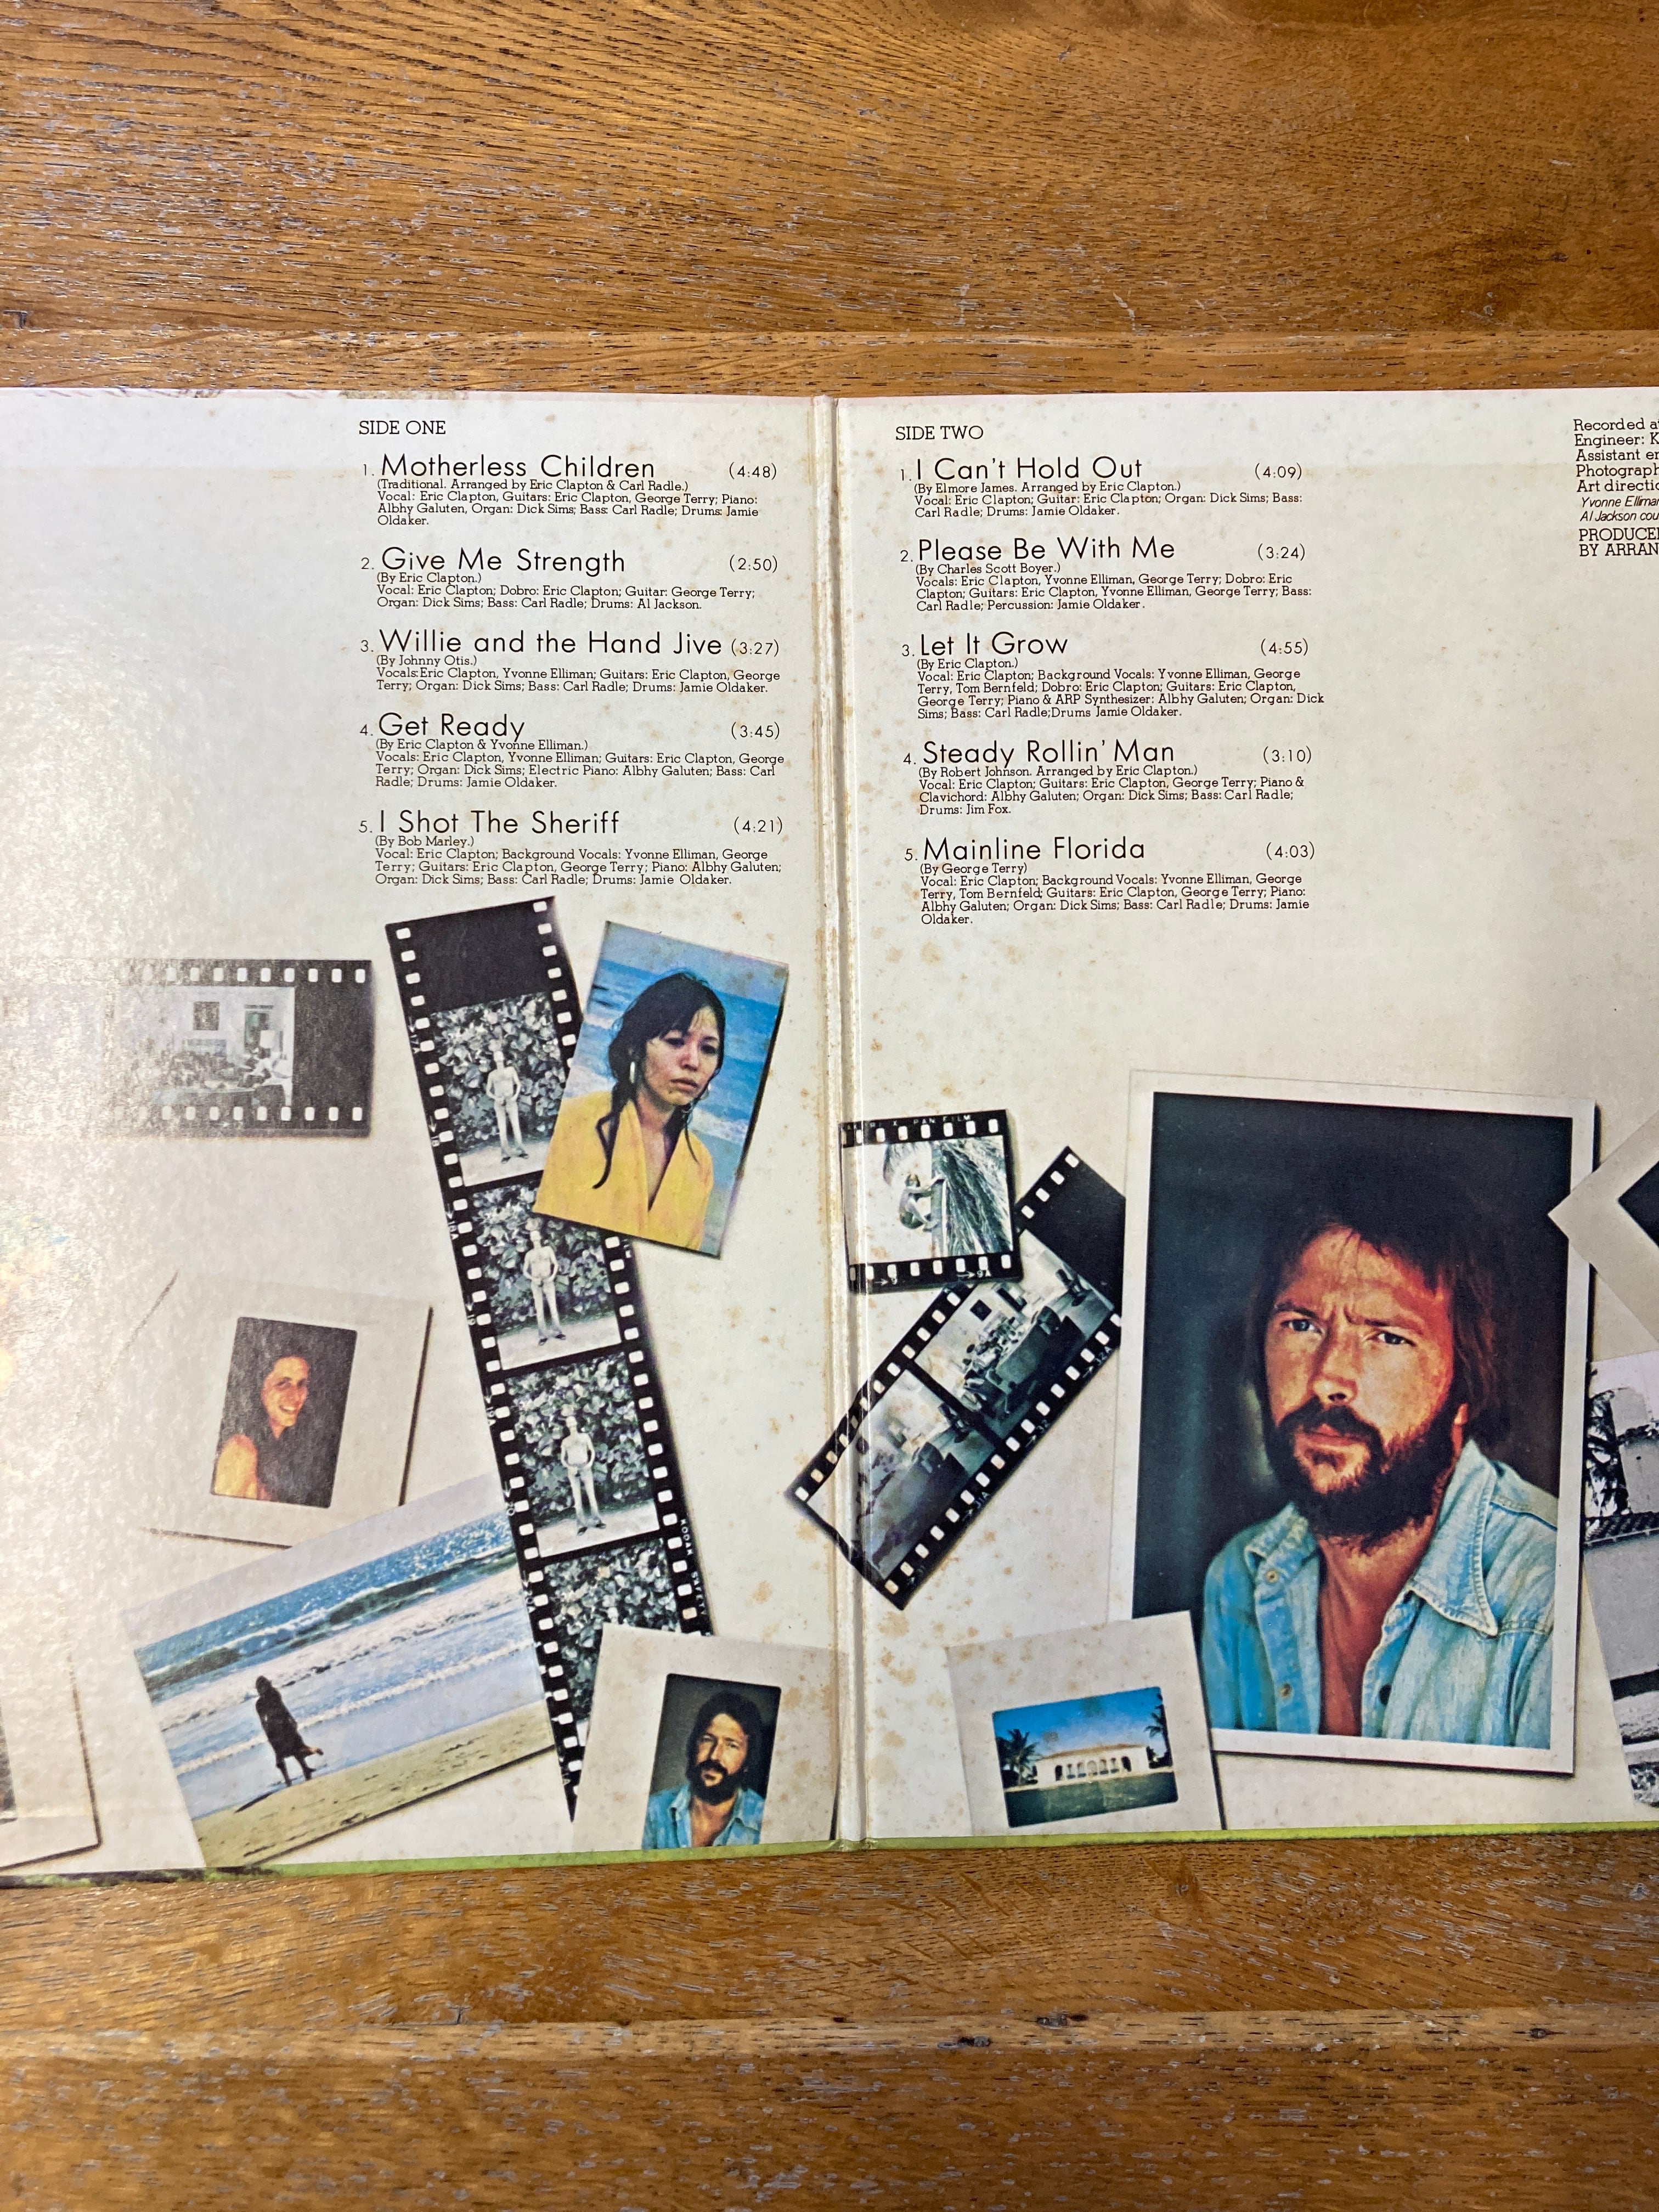 SIDE ONE
1. Motherless Children (4:48)
(Traditional. Arranged by Eric Clapton & Carl Radle.)
Vocal: Eric Clapton, Guitars: Eric Clapton, George Terry; Piano:
Albhy Galuten, Organ: Dick Sims; Bass: Carl Radle; Drums: Jamie
Oldaker.
2. Give Me Strength (2:50)
(By Eric Clapton.)
Vocal: Eric Clapton; Dobro: Eric Clapton; Guitar: George Terry;
Organ: Dick Sims; Bass: Carl Radle; Drums: Al Jackson.
3. Willie and the Hand Jive (3:27)
(By Johnny Otis.)
Vocals: Eric Clapton, Yvonne Elliman; Guitars: Eric Clapton, George
Terry; Organ: Dick Sims; Bass: Carl Radle; Drums: Jamie Oldaker.
4. Get Ready (3:45)
(By Eric Clapton & Yvonne Elliman.)
Vocals: Eric Clapton, Yvonne Elliman; Guitars: Eric Clapton, George
Terry; Organ: Dick Sims; Electric Piano: Albhy Galuten; Bass: Carl
Radle; Drums: Jamie Oldaker.
5. I Shot The Sheriff (4:21)
(By Bob Marley.)
Vocal: Eric Clapton; Background Vocals: Yvonne Elliman, George
Terry; Guitars: Eric Clapton, George Terry; Piano: Albhy Galuten;
Organ: Dick Sims; Bass: Carl Radle; Drums: Jamie Oldaker.
SIDE TWO
1. I Can't Hold Out (4:09)
(By Elmore James. Arranged by Eric Clapton.)
Vocal: Eric Clapton; Guitar: Eric Clapton; Organ: Dick Sims; Bass:
Carl Radle; Drums: Jamie Oldaker.
2. Please Be With Me (3:24)
(By Charles Scott Boyer.)
Vocals: Eric Clapton, Yvonne Elliman, George Terry; Dobro: Eric
Clapton; Guitars: Eric Clapton, Yvonne Elliman, George Terry; Bass:
Carl Radle; Percussion: Jamie Oldaker.
3. Let It Grow (4:55)
(By Eric Clapton.)
Vocal: Eric Clapton; Background Vocals: Yvonne Elliman, George
Terry, Tom Bernfeld; Dobro: Eric Clapton; Guitars: Eric Clapton,
George Terry; Piano & ARP Synthesizer: Albhy Galuten; Organ: Dick
Sims; Bass: Carl Radle;Drums Jamie Oldaker.
4. Steady Rollin' Man (3:10)
(By Robert Johnson. Arranged by Eric Clapton.)
Vocal: Eric Clapton; Guitars: Eric Clapton, George Terry; Piano &
Clavichord: Albhy Galuten; Organ: Dick Sims; Bass: Carl Radle;
Drums: Jim Fox.
5. Mainline Florida (4:03)
(By George Terry)
Vocal: Eric Clapton; Background Vocals: Yvonne Elliman, George
Terry, Tom Bernfeld; Guitars: Eric Clapton, George Terry; Piano:
Albhy Galuten; Organ: Dick Sims; Bass: Carl Radle; Drums: Jamie
Oldaker.
Recorded
Engineer:
Assistant
Art
Yvonne
Al Jackson
BY
X PAN FILM
KODAK